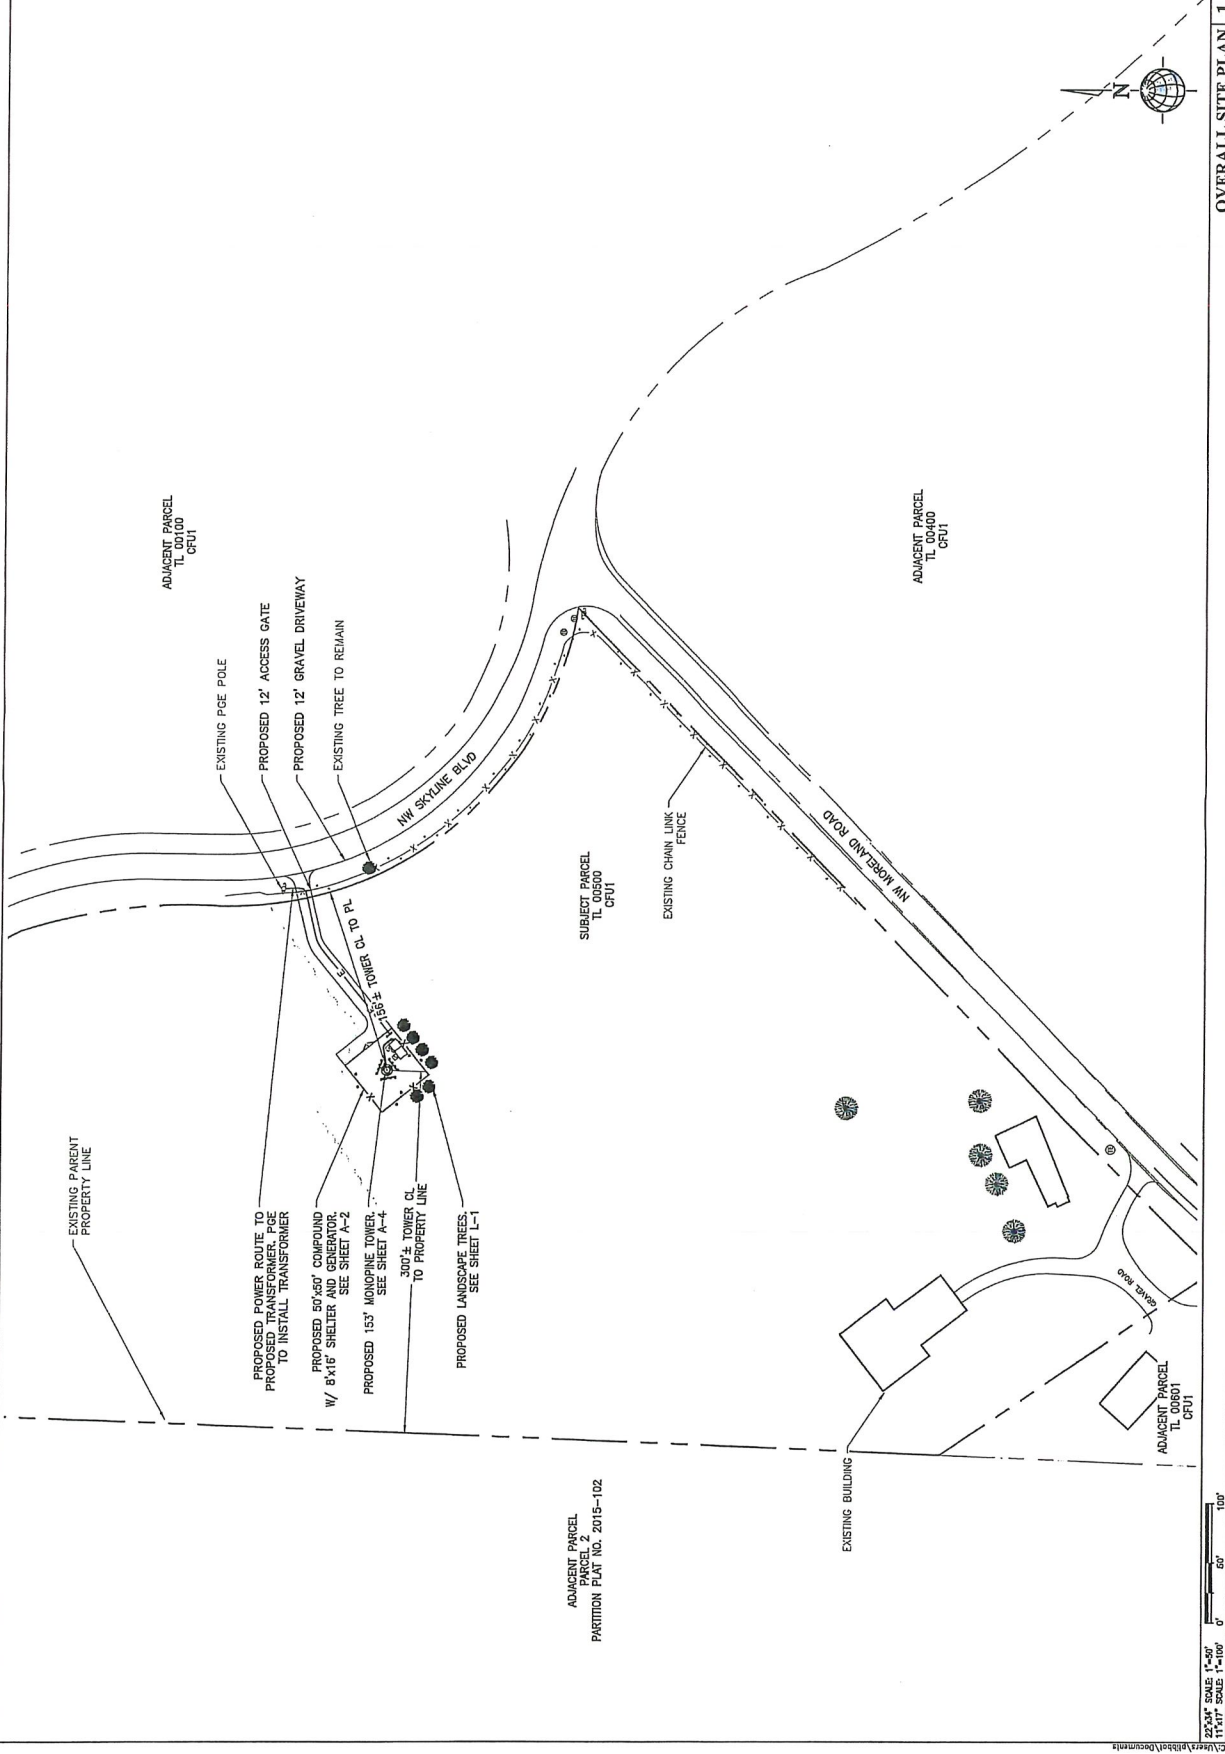 EXISTING PARENT
PROPERTY LINE
ADJACENT PARCEL
TL 00100
CFU1
EXISTING PGE POLE
PROPOSED 12' ACCESS GATE
PROPOSED 12' GRAVEL DRIVEWAY
EXISTING TREE TO REMAIN
PROPOSED POWER ROUTE TO
PROPOSED TRANSFORMER. PGE
TO INSTALL TRANSFORMER
PROPOSED 50'x50' COMPOUND
W/ 8'x16' SHELTER AND GENERATOR.
SEE SHEET A-2
PROPOSED 153' MONOPINE TOWER.
SEE SHEET A-4
300'± TOWER CL
TO PROPERTY LINE
PROPOSED LANDSCAPE TREES.
SEE SHEET L-1
156'± TOWER CL TO PL
E
NW SKYLINE BLVD
ADJACENT PARCEL
PARCEL 2
PARTITION PLAT NO. 2015-102
SUBJECT PARCEL
TL 00500
CFU1
EXISTING CHAIN LINK
FENCE
NW MORELAND ROAD
ADJACENT PARCEL
TL 00400
CFU1
EXISTING BUILDING
GRAVEL ROAD
ADJACENT PARCEL
TL 00601
CFU1
N
22"x34" SCALE: 1"=50'
11"x17" SCALE: 1"=100'
0' 50' 100'
OVERALL SITE PLAN 1
C:\Users\pibbot\Documents